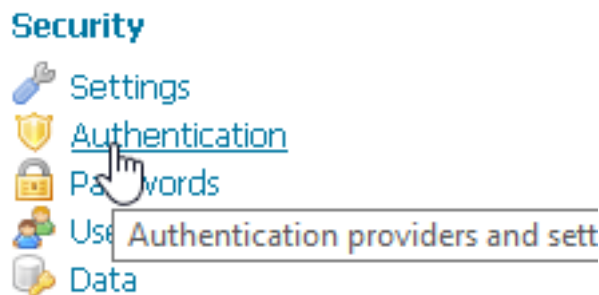 Security
Settings
Authentication
Authentication providers and sett
Data